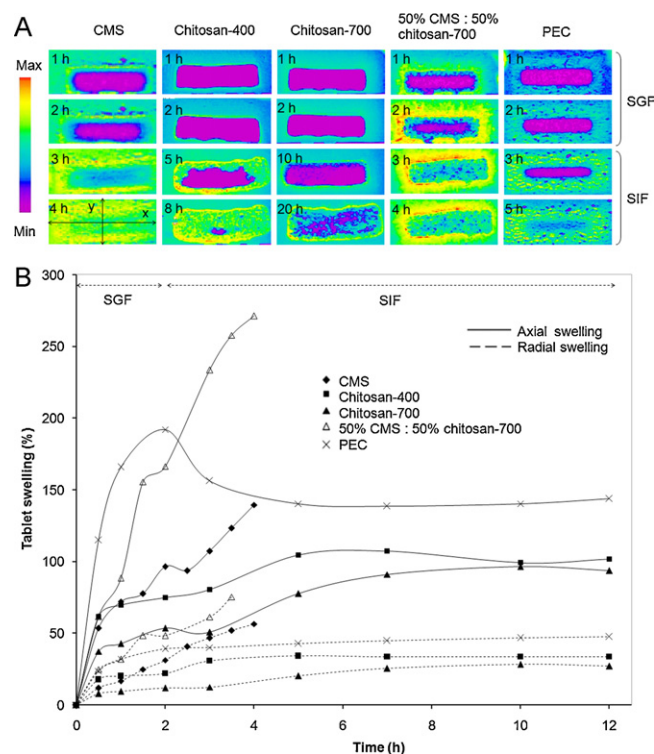 A
CMS
Chitosan-400
Chitosan-700
50% CMS : 50%
chitosan-700
PEC
Max
Min
1 h
1 h
1 h
1 h
1 h
2 h
2 h
2 h
2 h
2 h
SGF
3 h
5 h
10 h
3 h
3 h
4 h
y
x
8 h
20 h
4 h
5 h
SIF
B
300
250
200
150
100
50
0
Tablet swelling (%)
SGF
SIF
Axial swelling
Radial swelling
CMS
Chitosan-400
Chitosan-700
50% CMS : 50% chitosan-700
PEC
0
2
4
6
8
10
12
Time (h)